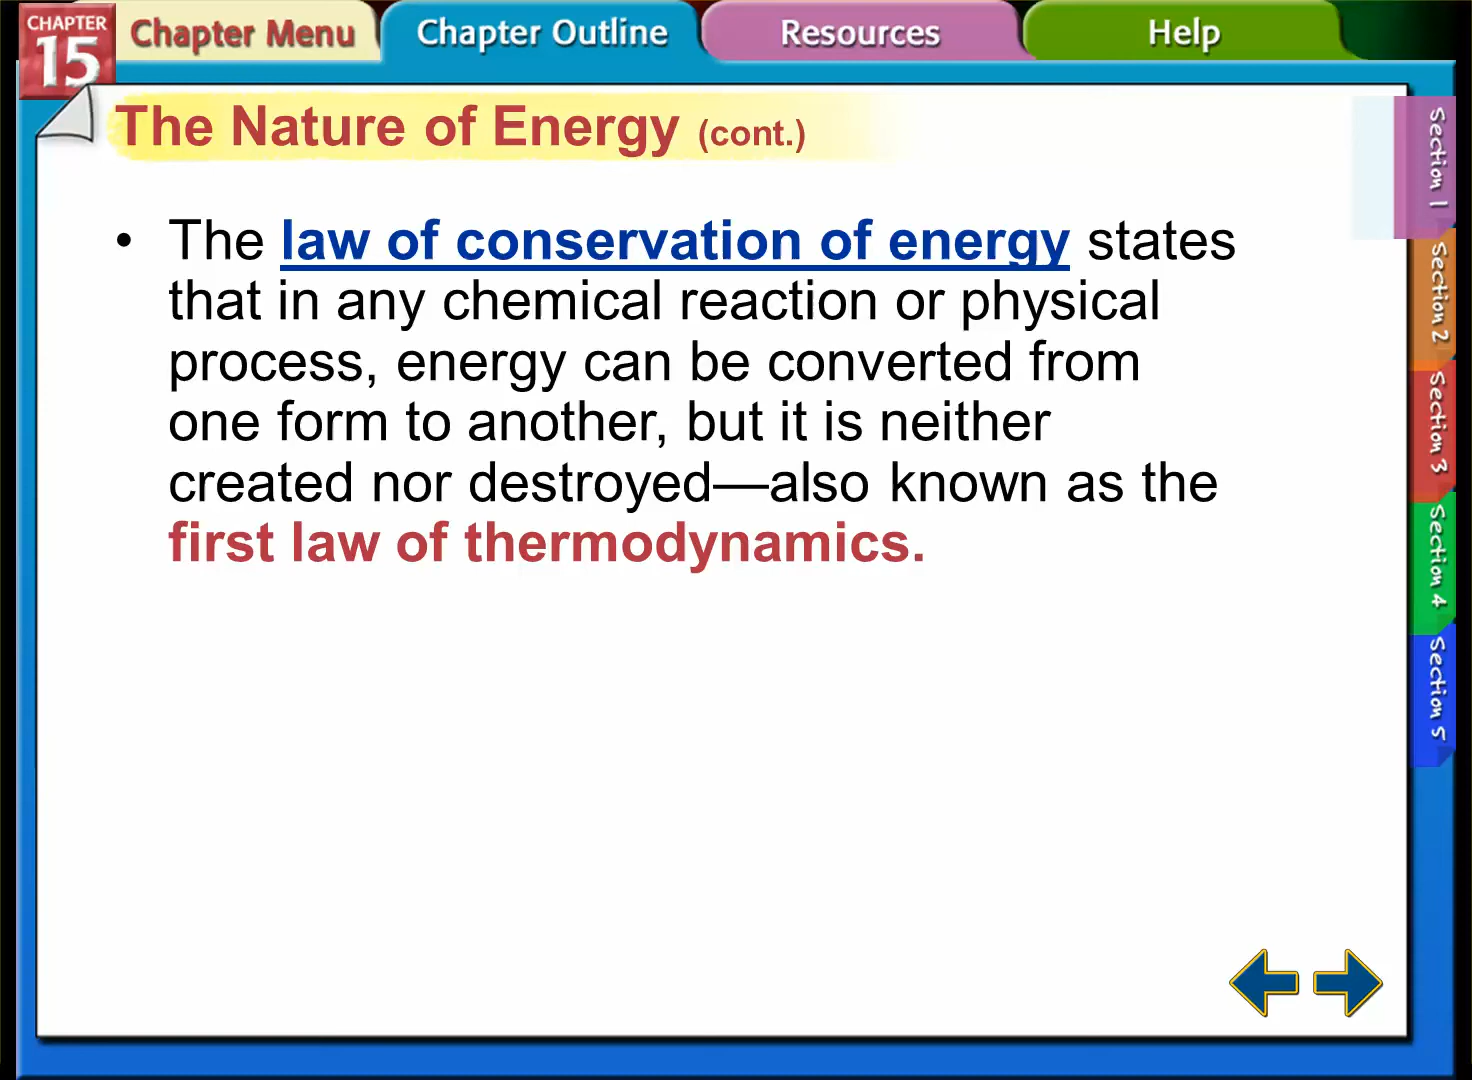 CHAPTER
15
Chapter Menu
Chapter Outline
Resources
Help
The Nature of Energy (cont.)
• The law of conservation of energy states
that in any chemical reaction or physical
process, energy can be converted from
one form to another, but it is neither
created nor destroyed—also known as the
first law of thermodynamics.
Section 1
Section 2
Section 3
Section 4
Section 5